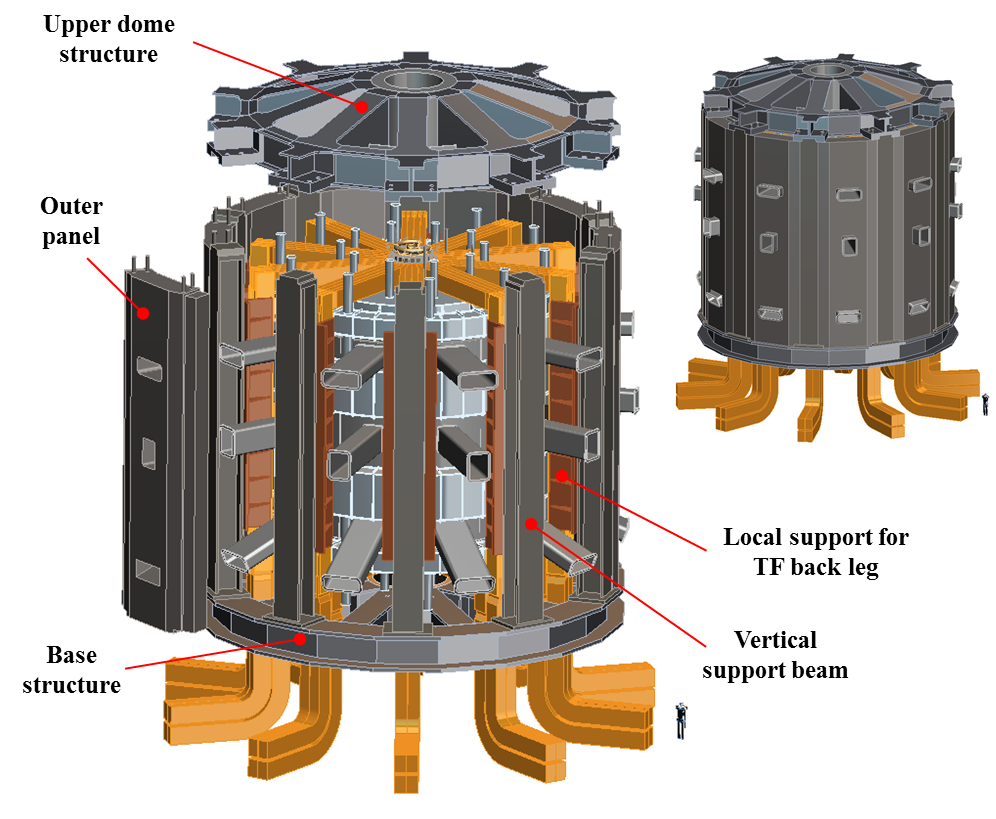 Upper dome
structure
Outer
panel
Local support for
TF back leg
Vertical
support beam
Base
structure